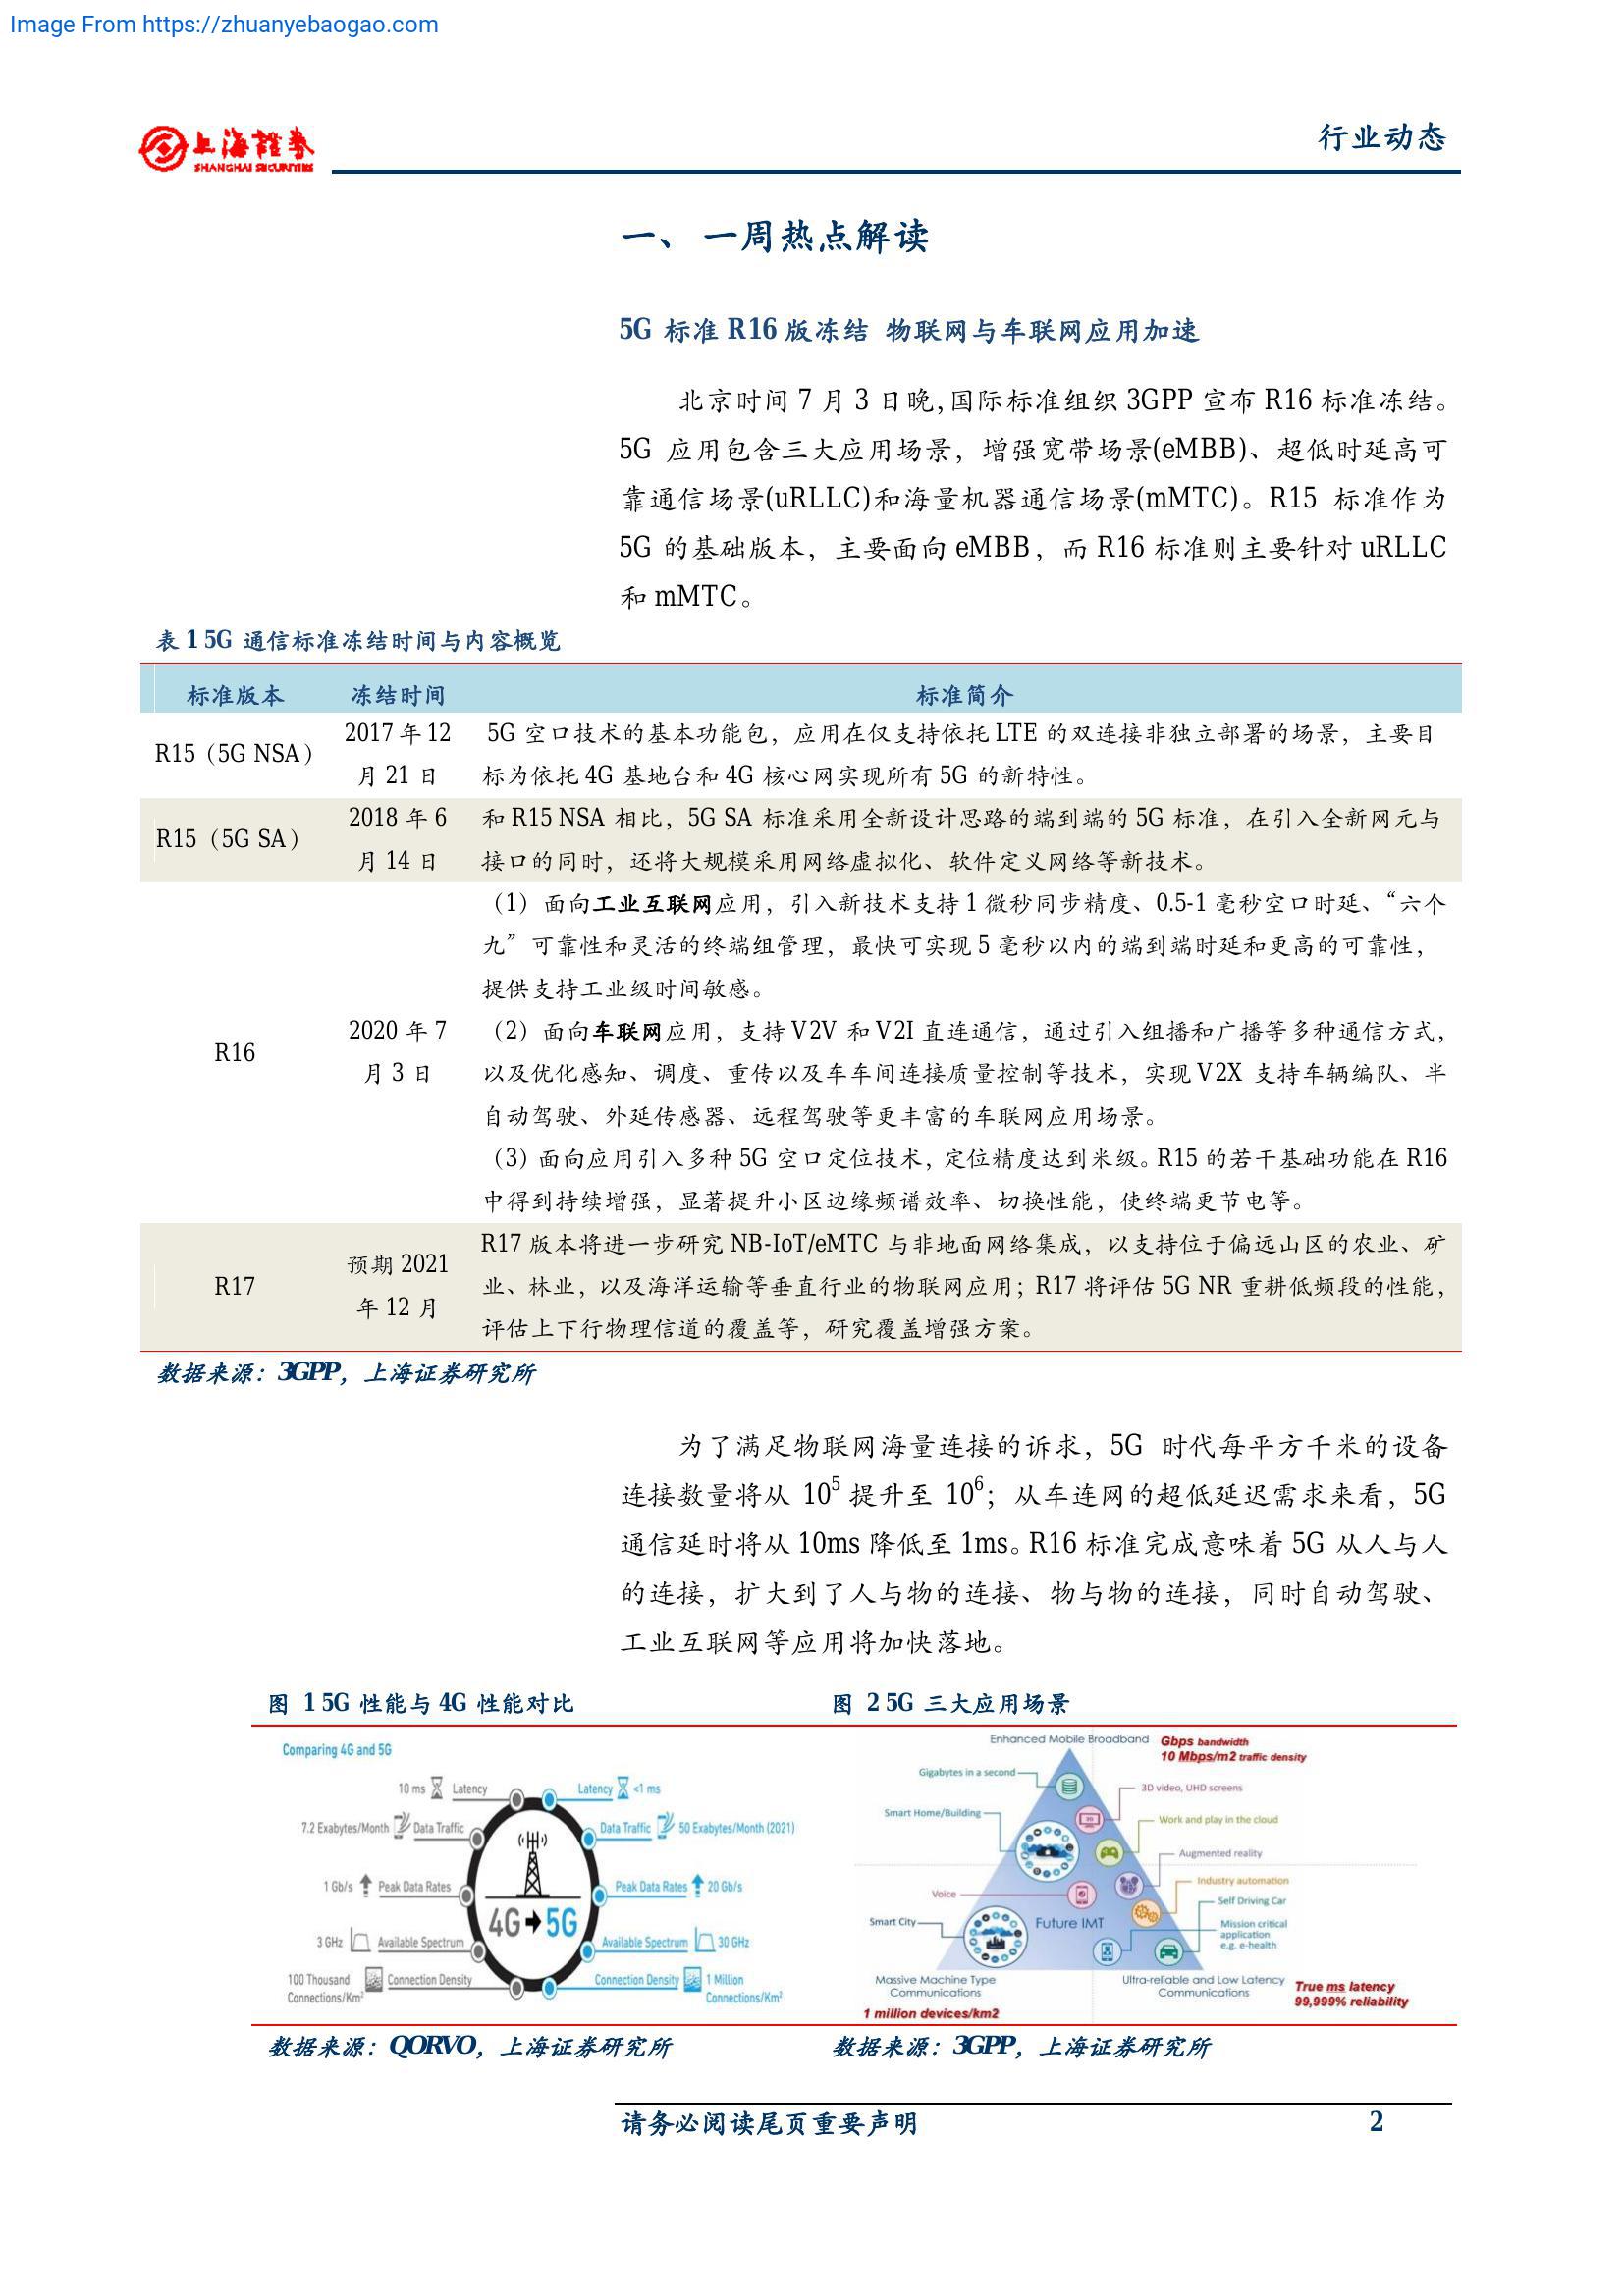 Image From https://zhuanyebaogao.com
上海證券
SHANGHAI SECURITIES
行业动态
一、 一周热点解读
5G 标准 R16 版冻结 物联网与车联网应用加速
北京时间 7 月 3 日晚,国际标准组织 3GPP 宣布 R16 标准冻结。
5G 应用包含三大应用场景，增强宽带场景(eMBB)、超低时延高可
靠通信场景(uRLLC)和海量机器通信场景(mMTC)。R15 标准作为
5G 的基础版本，主要面向 eMBB，而 R16 标准则主要针对 uRLLC
和 mMTC。
表 1 5G 通信标准冻结时间与内容概览
标准版本 冻结时间 标准简介
R15（5G NSA）
2017 年 12
月 21 日
5G 空口技术的基本功能包，应用在仅支持依托 LTE 的双连接非独立部署的场景，主要目
标为依托 4G 基地台和 4G 核心网实现所有 5G 的新特性。
R15（5G SA）
2018 年 6
月 14 日
和 R15 NSA 相比，5G SA 标准采用全新设计思路的端到端的 5G 标准，在引入全新网元与
接口的同时，还将大规模采用网络虚拟化、软件定义网络等新技术。
R16
2020 年 7
月 3 日
（1）面向工业互联网应用，引入新技术支持 1 微秒同步精度、0.5-1 毫秒空口时延、“六个
九”可靠性和灵活的终端组管理，最快可实现 5 毫秒以内的端到端时延和更高的可靠性，
提供支持工业级时间敏感。
（2）面向车联网应用，支持 V2V 和 V2I 直连通信，通过引入组播和广播等多种通信方式，
以及优化感知、调度、重传以及车车间连接质量控制等技术，实现 V2X 支持车辆编队、半
自动驾驶、外延传感器、远程驾驶等更丰富的车联网应用场景。
（3）面向应用引入多种 5G 空口定位技术，定位精度达到米级。R15 的若干基础功能在 R16
中得到持续增强，显著提升小区边缘频谱效率、切换性能，使终端更节电等。
R17
预期 2021
年 12 月
R17 版本将进一步研究 NB-IoT/eMTC 与非地面网络集成，以支持位于偏远山区的农业、矿
业、林业，以及海洋运输等垂直行业的物联网应用；R17 将评估 5G NR 重耕低频段的性能，
评估上下行物理信道的覆盖等，研究覆盖增强方案。
数据来源：3GPP，上海证券研究所
为了满足物联网海量连接的诉求，5G 时代每平方千米的设备
连接数量将从 10⁵ 提升至 10⁶；从车连网的超低延迟需求来看，5G
通信延时将从 10ms 降低至 1ms。R16 标准完成意味着 5G 从人与人
的连接，扩大到了人与物的连接、物与物的连接，同时自动驾驶、
工业互联网等应用将加快落地。
图 1 5G 性能与 4G 性能对比
Comparing 4G and 5G
10 ms Latency
Latency <1 ms
7.2 Exabytes/Month Data Traffic
Data Traffic 50 Exabytes/Month (2021)
1 Gb/s Peak Data Rates
Peak Data Rates 20 Gb/s
4G 5G
3 GHz Available Spectrum
Available Spectrum 30 GHz
100 Thousand
Connections/Km²
Connection Density
Connection Density
1 Million
Connections/Km²
数据来源：QORVO，上海证券研究所
图 2 5G 三大应用场景
Enhanced Mobile Broadband
Gbps bandwidth
10 Mbps/m2 traffic density
Gigabytes in a second
3D video, UHD screens
Smart Home/Building
Work and play in the cloud
Augmented reality
Industry automation
Voice
Self Driving Car
Smart City
Future IMT
Mission critical
application
e.g. e-health
Massive Machine Type
Communications
1 million devices/km2
Ultra-reliable and Low Latency
Communications
True ms latency
99,999% reliability
数据来源：3GPP，上海证券研究所
请务必阅读尾页重要声明
2